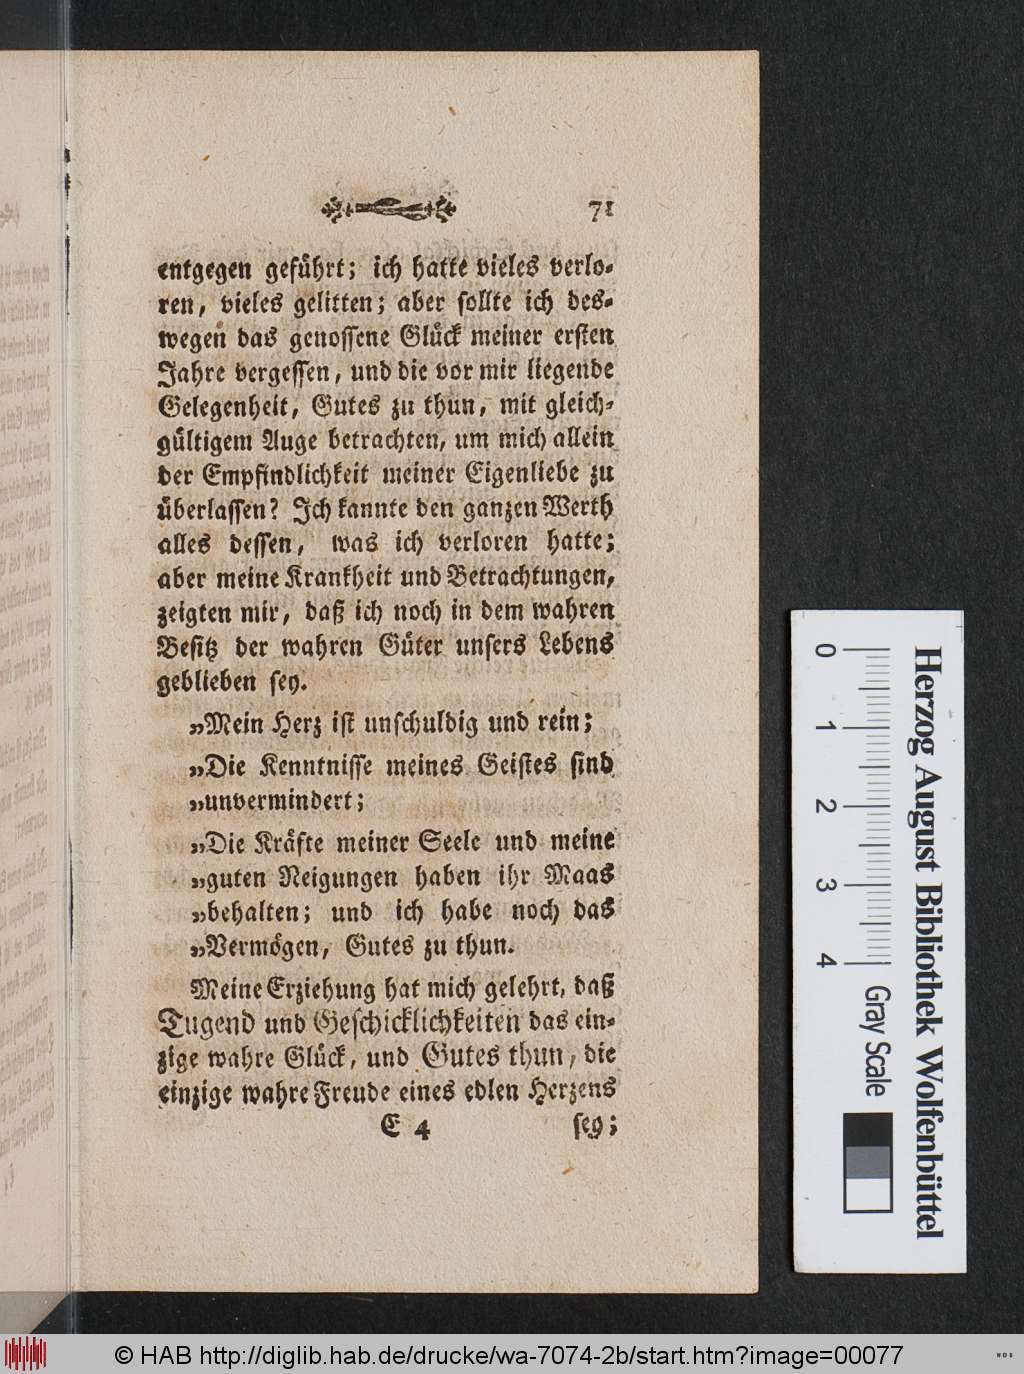 71
entgegen geführt; ich hatte vieles verlo-
ren, vieles gelitten; aber sollte ich des-
wegen das genossene Glück meiner ersten
Jahre vergessen, und die vor mir liegende
Gelegenheit, Gutes zu thun, mit gleich-
gültigem Auge betrachten, um mich allein
der Empfindlichkeit meiner Eigenliebe zu
überlassen? Ich kannte den ganzen Werth
alles dessen, was ich verloren hatte;
aber meine Krankheit und Betrachtungen,
zeigten mir, daß ich noch in dem wahren
Besitz der wahren Güter unsers Lebens
geblieben sey.
„Mein Herz ist unschuldig und rein;
„Die Kenntnisse meines Geistes sind
„unvermindert;
„Die Kräfte meiner Seele und meine
„guten Neigungen haben ihr Maas
„behalten; und ich habe noch das
„Vermögen, Gutes zu thun.
Meine Erziehung hat mich gelehrt, daß
Tugend und Geschicklichkeiten das ein-
zige wahre Glück, und Gutes thun, die
einzige wahre Freude eines edlen Herzens
E 4 sey;
0 1 2 3 4
Gray Scale
Herzog August Bibliothek Wolfenbüttel
© HAB http://diglib.hab.de/drucke/wa-7074-2b/start.htm?image=00077